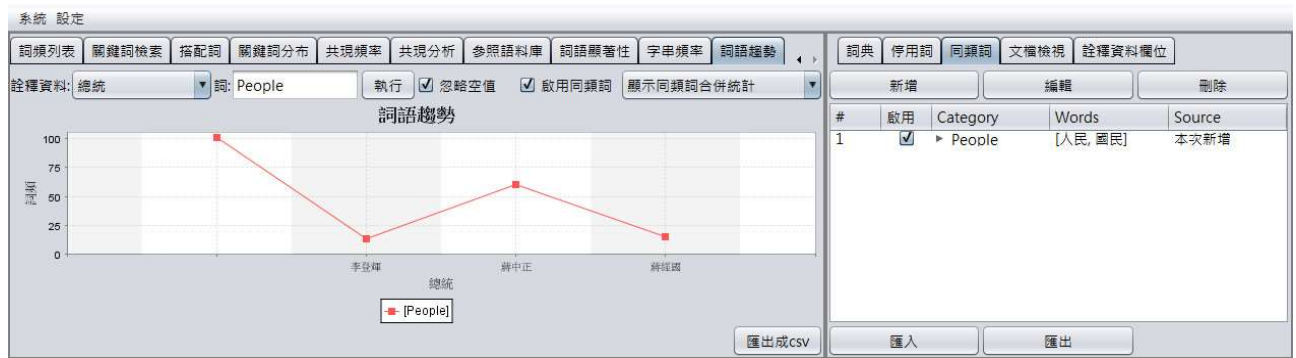 系統 設定
詞頻列表 關鍵詞檢索 搭配詞 關鍵詞分布 共現頻率 共現分析 參照語料庫 詞語顯著性 字串頻率 詞語趨勢
詮釋資料: 總統 詞: People 執行 忽略空值 啟用同類詞 顯示同類詞合併統計
詞語趨勢
100
75
50
25
0
詞頻
李登輝 蔣中正 蔣經國
總統
[People]
匯出成csv
詞典 停用詞 同類詞 文檔檢視 詮釋資料欄位
新增 編輯 刪除
# 啟用 Category Words Source
1 People [人民, 國民] 本次新增
匯入 匯出